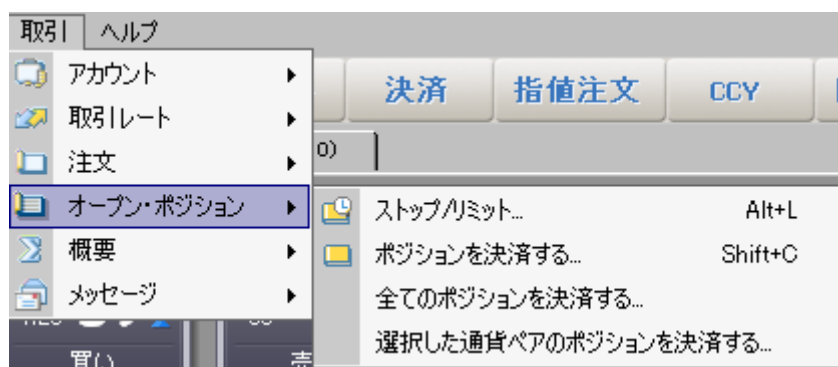 取引 ヘルプ
アカウント
決済 指値注文 CCY
取引レート
0)
注文
オープン・ポジション
ストップ/リミット... Alt+L
概要
ポジションを決済する... Shift+C
メッセージ
全てのポジションを決済する...
選択した通貨ペアのポジションを決済する...
買い